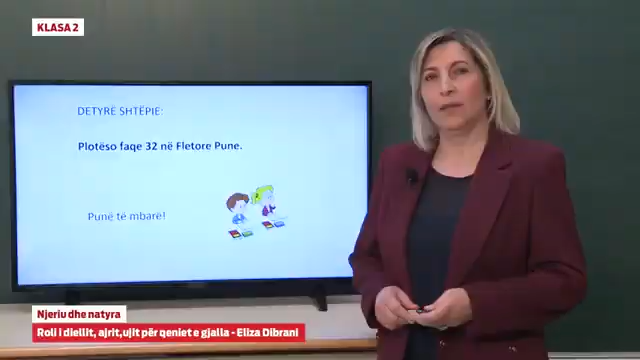 KLASA 2
DETYRË SHTËPIE:
Plotëso faqe 32 në Fletore Pune.
Punë të mbarë!
Njeriu dhe natyra
Roli i diellit, ajrit,ujit për qeniet e gjalla - Eliza Dibrani